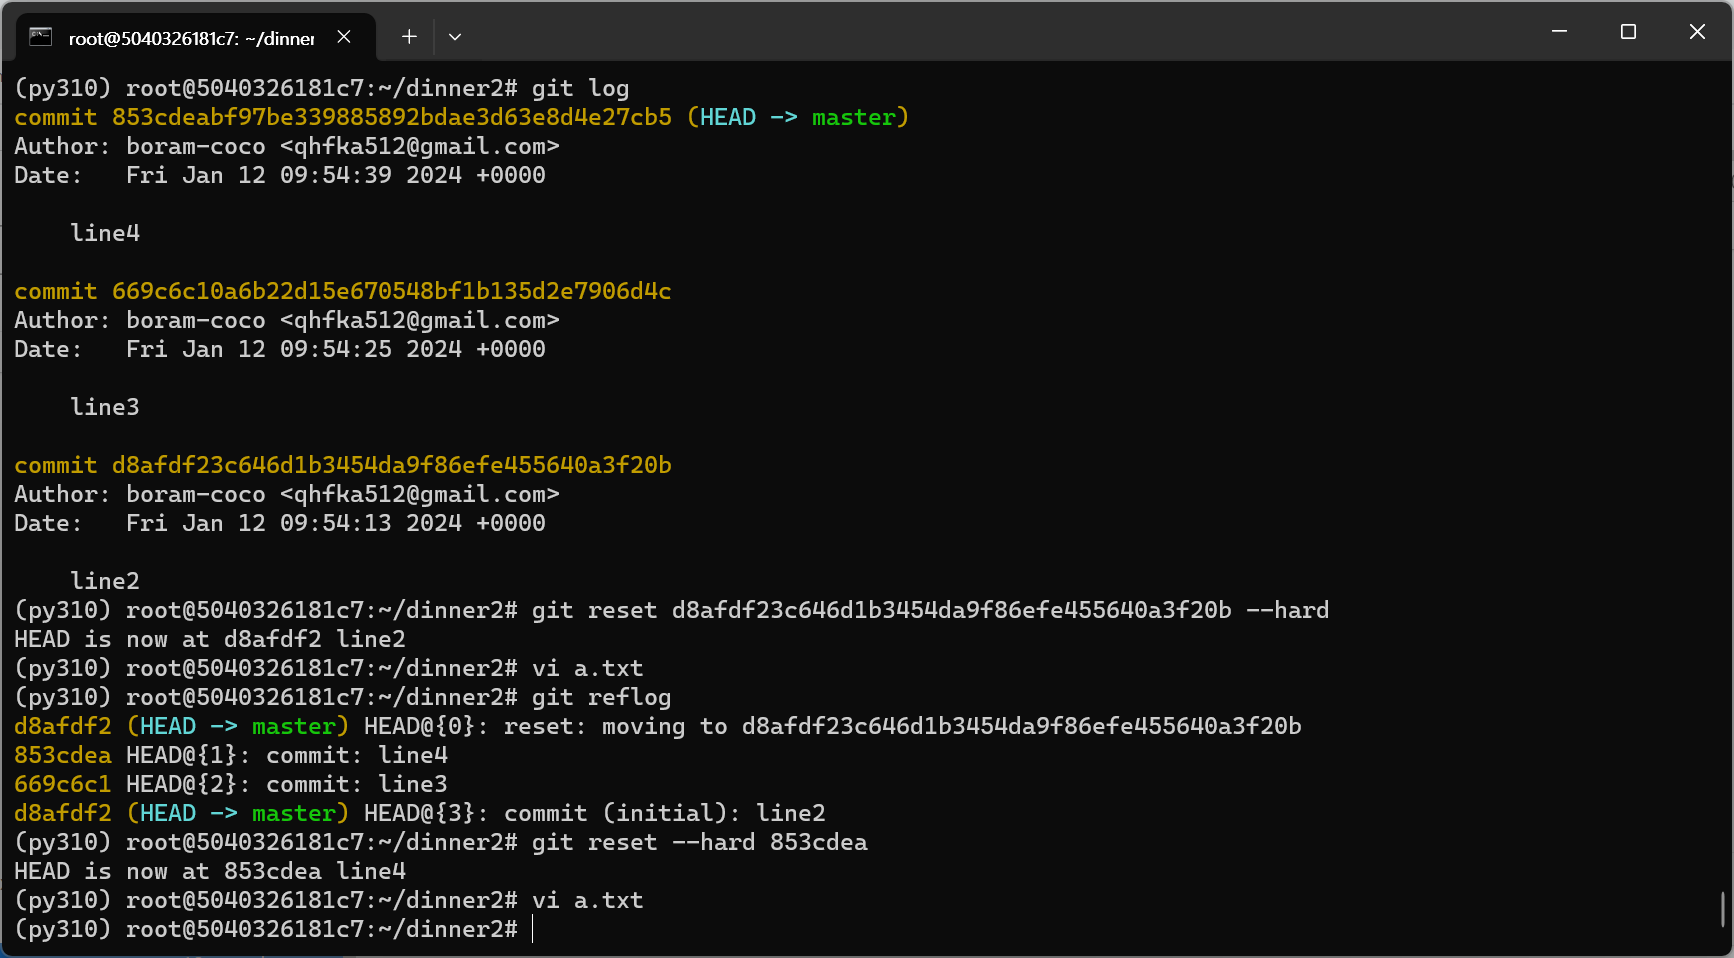 root@5040326181c7: ~/dinner
(py310) root@5040326181c7:~/dinner2# git log
commit 853cdeabf97be339885892bdae3d63e8d4e27cb5 (HEAD -> master)
Author: boram-coco <qhfka512@gmail.com>
Date:   Fri Jan 12 09:54:39 2024 +0000
line4
commit 669c6c10a6b22d15e670548bf1b135d2e7906d4c
Author: boram-coco <qhfka512@gmail.com>
Date:   Fri Jan 12 09:54:25 2024 +0000
line3
commit d8afdf23c646d1b3454da9f86efe455640a3f20b
Author: boram-coco <qhfka512@gmail.com>
Date:   Fri Jan 12 09:54:13 2024 +0000
line2
(py310) root@5040326181c7:~/dinner2# git reset d8afdf23c646d1b3454da9f86efe455640a3f20b --hard
HEAD is now at d8afdf2 line2
(py310) root@5040326181c7:~/dinner2# vi a.txt
(py310) root@5040326181c7:~/dinner2# git reflog
d8afdf2 (HEAD -> master) HEAD@{0}: reset: moving to d8afdf23c646d1b3454da9f86efe455640a3f20b
853cdea HEAD@{1}: commit: line4
669c6c1 HEAD@{2}: commit: line3
d8afdf2 (HEAD -> master) HEAD@{3}: commit (initial): line2
(py310) root@5040326181c7:~/dinner2# git reset --hard 853cdea
HEAD is now at 853cdea line4
(py310) root@5040326181c7:~/dinner2# vi a.txt
(py310) root@5040326181c7:~/dinner2#